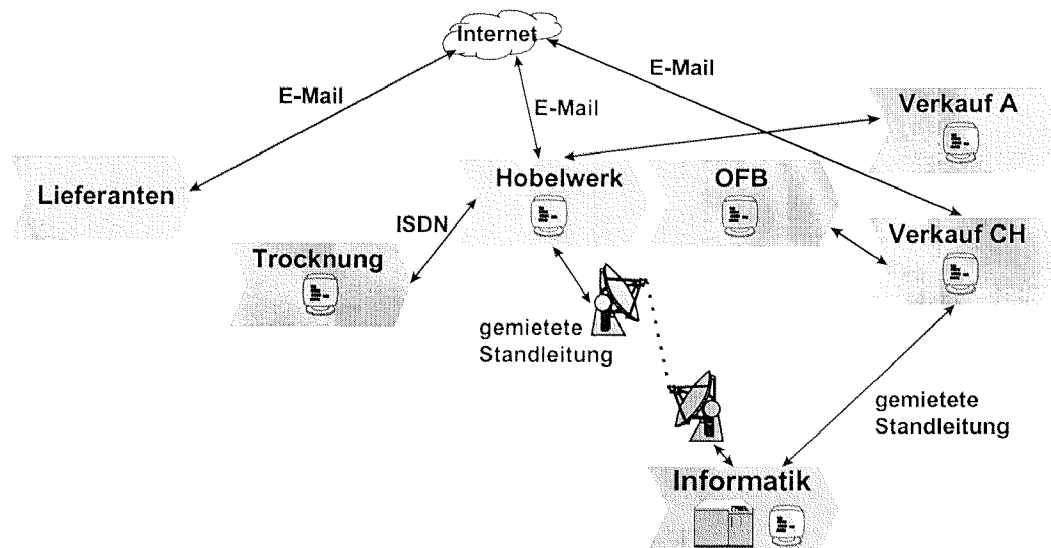 Internet
E-Mail
E-Mail
E-Mail
Verkauf A
Lieferanten
Hobelwerk
OFB
ISDN
Verkauf CH
Trocknung
gemietete
Standleitung
gemietete
Standleitung
Informatik